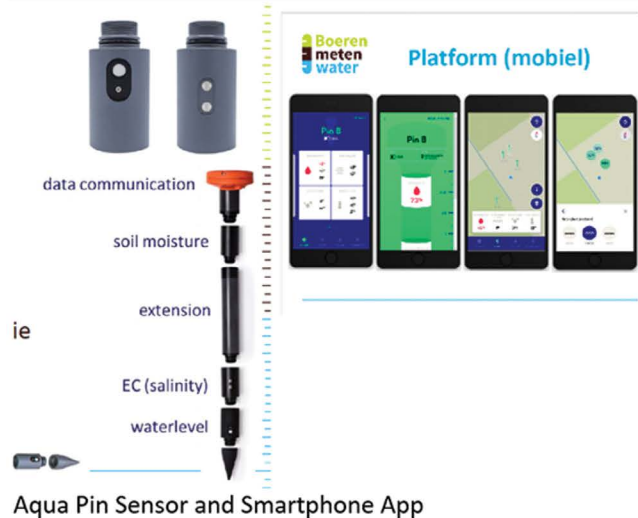 Boeren
meten
water
Platform (mobiel)
data communication
soil moisture
extension
ie
EC (salinity)
waterlevel
Pin 8
Pin 8
Aqua Pin Sensor and Smartphone App